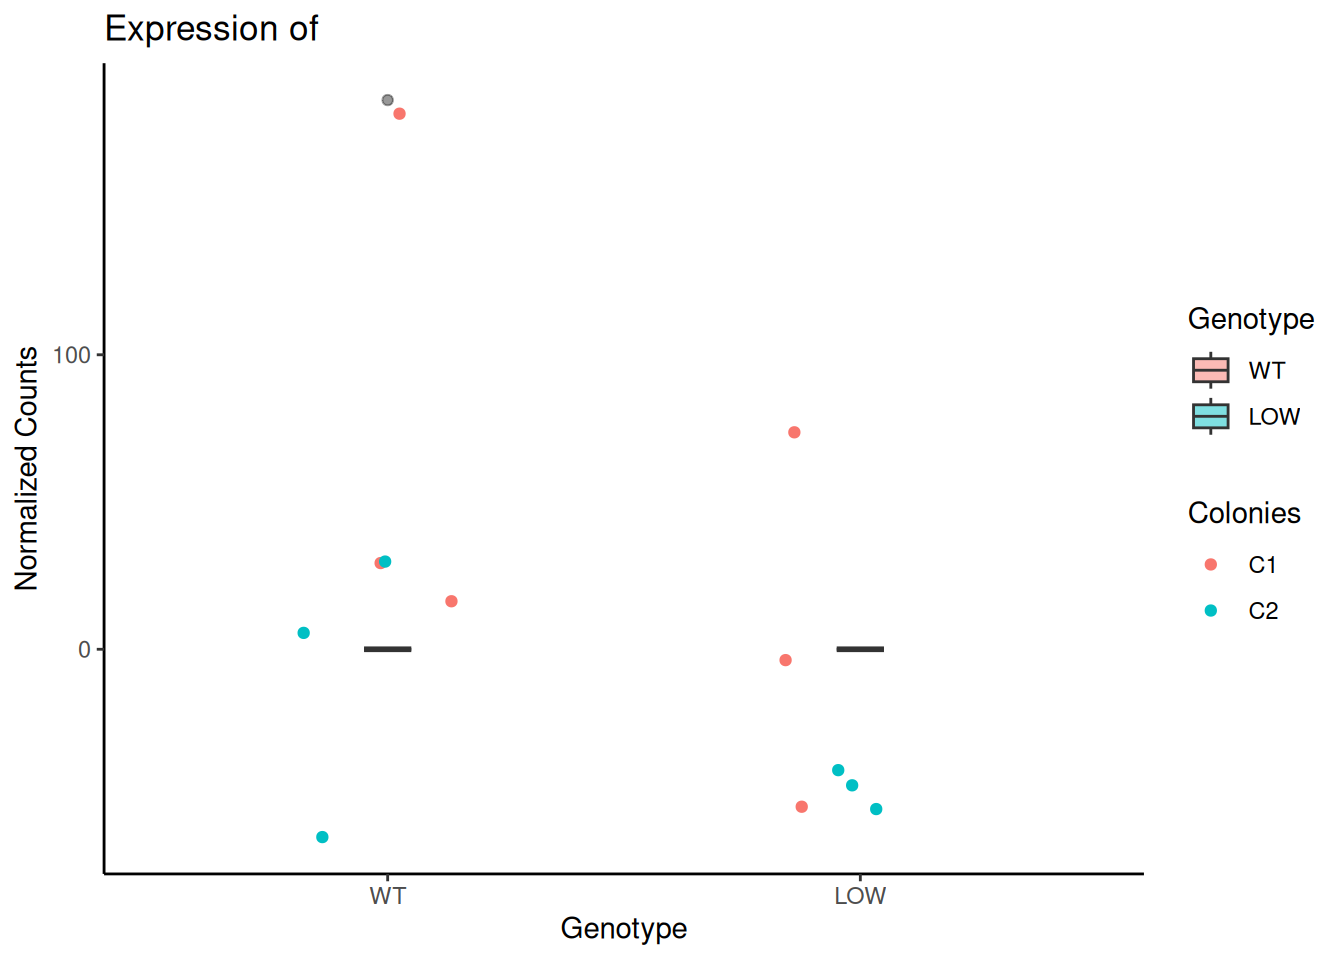 Expression of
Normalized Counts
100
0
WT
LOW
Genotype
Genotype
WT
LOW
Colonies
C1
C2